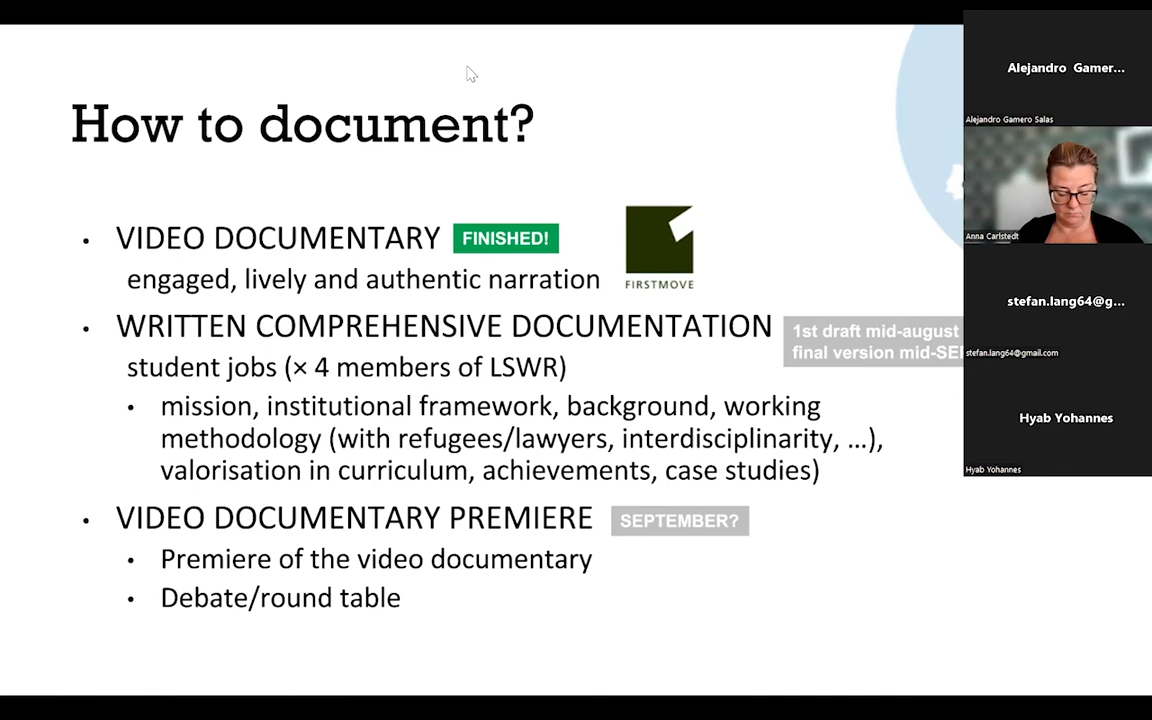 How to document?
• VIDEO DOCUMENTARY FINISHED!
engaged, lively and authentic narration
FIRSTMOVE
• WRITTEN COMPREHENSIVE DOCUMENTATION
1st draft mid-august
final version mid-SE
student jobs (× 4 members of LSWR)
• mission, institutional framework, background, working
methodology (with refugees/lawyers, interdisciplinarity, …),
valorisation in curriculum, achievements, case studies)
• VIDEO DOCUMENTARY PREMIERE SEPTEMBER?
• Premiere of the video documentary
• Debate/round table
Alejandro Gamer...
Alejandro Gamero Salas
Anna Carlstedt
stefan.lang64@g...
stefan.lang64@gmail.com
Hyab Yohannes
Hyab Yohannes